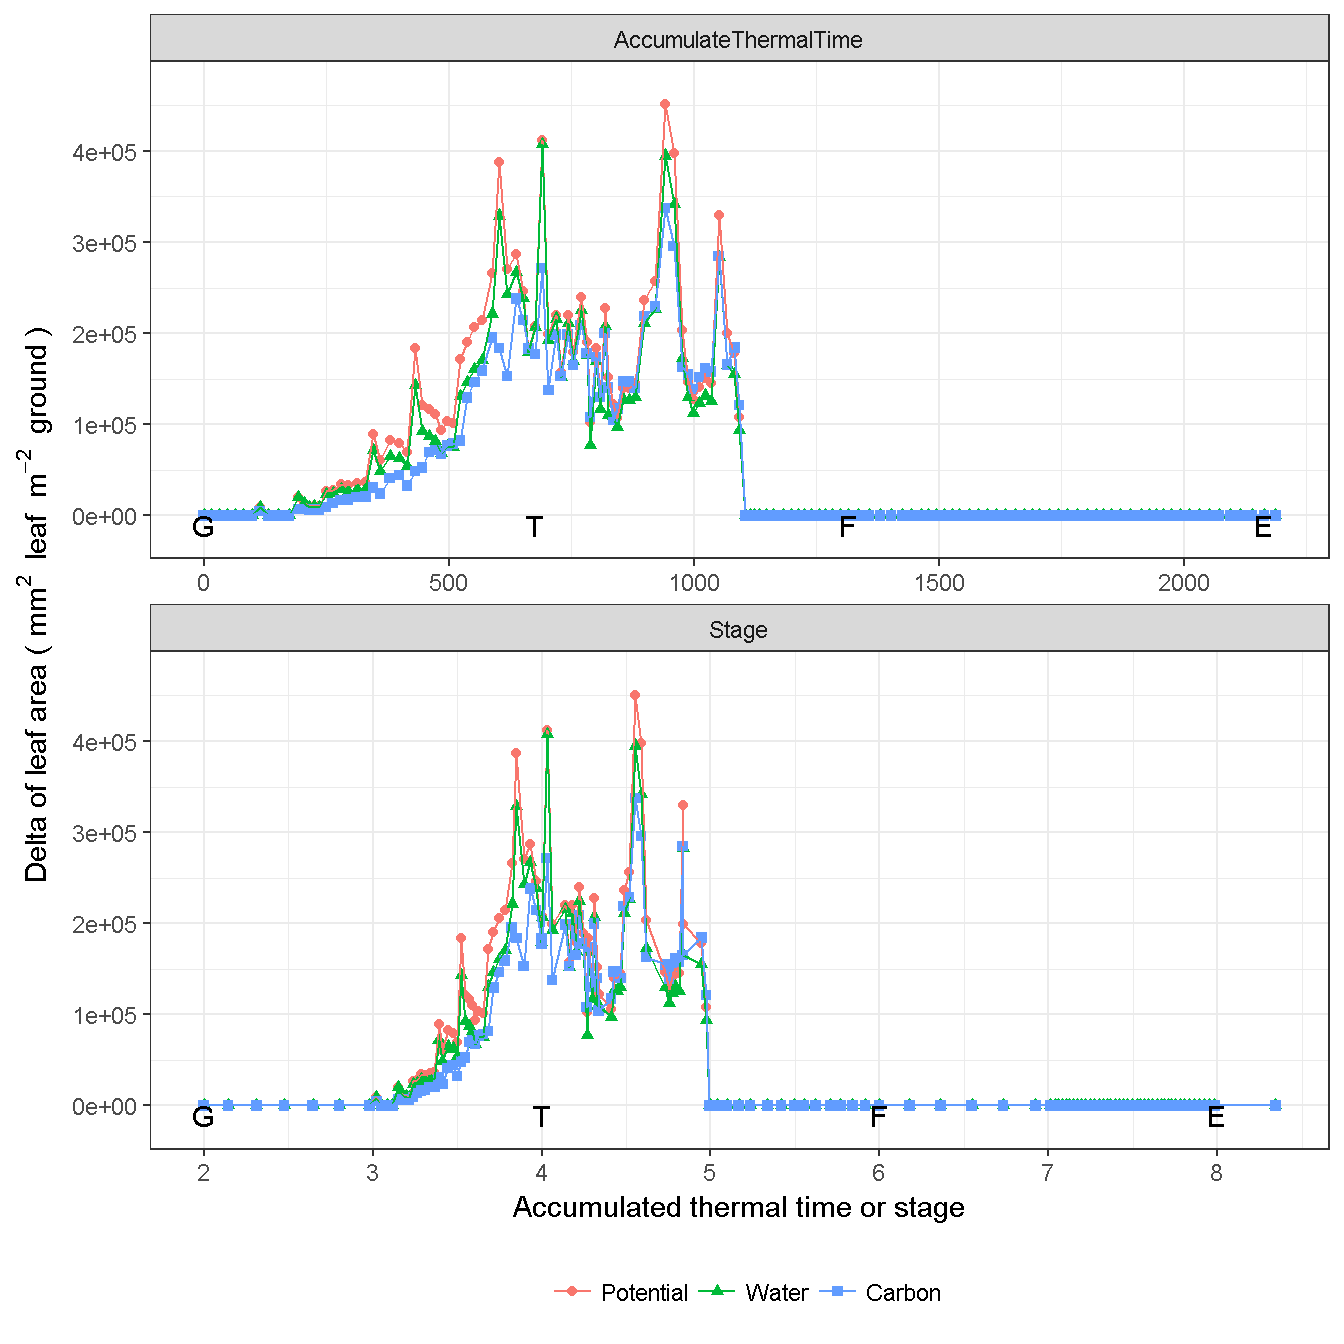 AccumulateThermalTime
4e+05
3e+05
2e+05
1e+05
0e+00
G T F E
0 500 1000 1500 2000
Delta of leaf area ( mm² leaf m⁻² ground )
Stage
4e+05
3e+05
2e+05
1e+05
0e+00
G T F E
2 3 4 5 6 7 8
Accumulated thermal time or stage
Potential Water Carbon